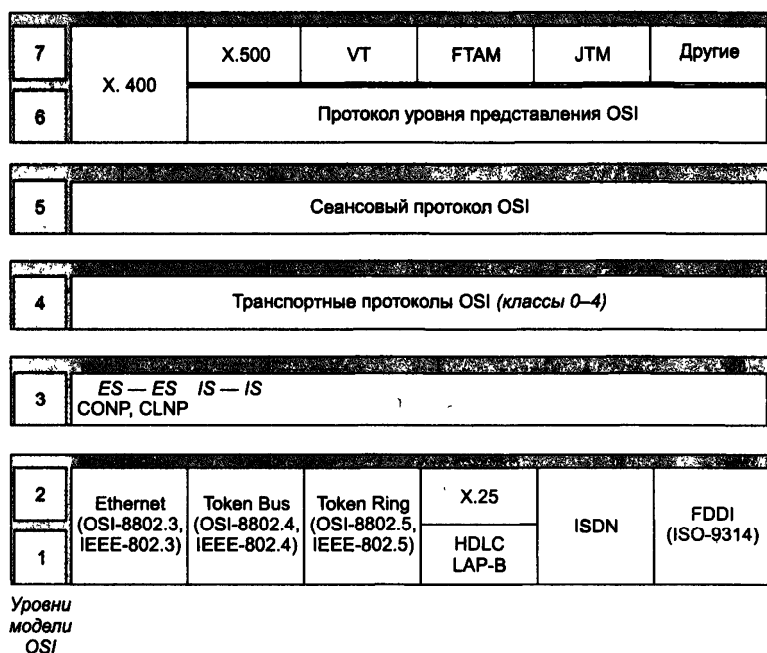 7
X. 400
X.500
VT
FTAM
JTM
Другие
6
Протокол уровня представления OSI
5
Сеансовый протокол OSI
4
Транспортные протоколы OSI (классы 0–4)
3
ES — ES IS — IS
CONP, CLNP
2
1
Ethernet
(OSI-8802.3,
IEEE-802.3)
Token Bus
(OSI-8802.4,
IEEE-802.4)
Token Ring
(OSI-8802.5,
IEEE-802.5)
X.25
HDLC
LAP-B
ISDN
FDDI
(ISO-9314)
Уровни
модели
OSI